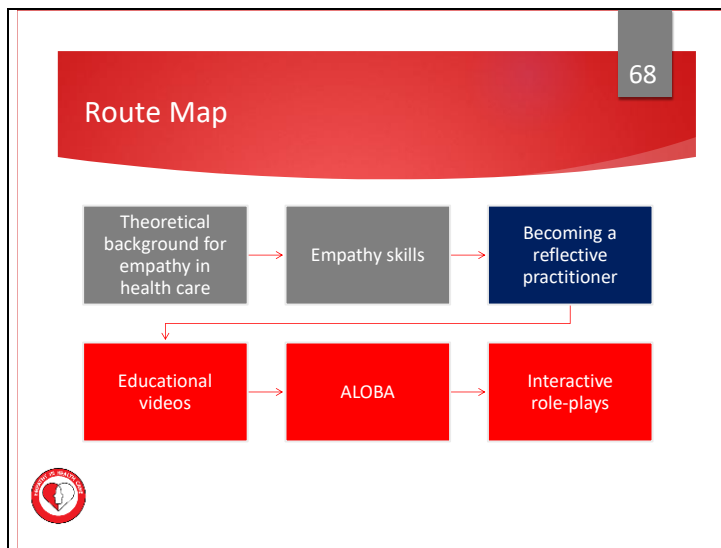 68
Route Map
Theoretical
background for
empathy in
health care
Empathy skills
Becoming a
reflective
practitioner
Educational
videos
ALOBA
Interactive
role-plays